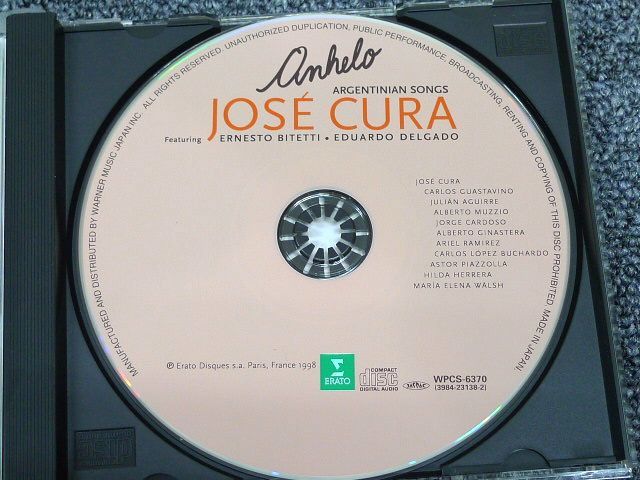 Anhelo
ARGENTINIAN SONGS
JOSÉ CURA
Featuring ERNESTO BITETTI • EDUARDO DELGADO
JOSÉ CURA
CARLOS GUASTAVINO
JULIÁN AGUIRRE
ALBERTO MUZZIO
JORGE CARDOSO
ALBERTO GINASTERA
ARIEL RAMIREZ
CARLOS LÓPEZ BUCHARDO
ASTOR PIAZZOLLA
HILDA HERRERA
MARÍA ELENA WALSH
℗ Erato Disques s.a. Paris, France 1998
ERATO
COMPACT
disc
DIGITAL AUDIO
WPCS-6370
(3984-23138-2)
MANUFACTURED AND DISTRIBUTED BY WARNER MUSIC JAPAN INC. ALL RIGHTS RESERVED. UNAUTHORIZED DUPLICATION, PUBLIC PERFORMANCE, BROADCASTING, RENTING AND COPYING OF THIS DISC PROHIBITED. MADE IN JAPAN.